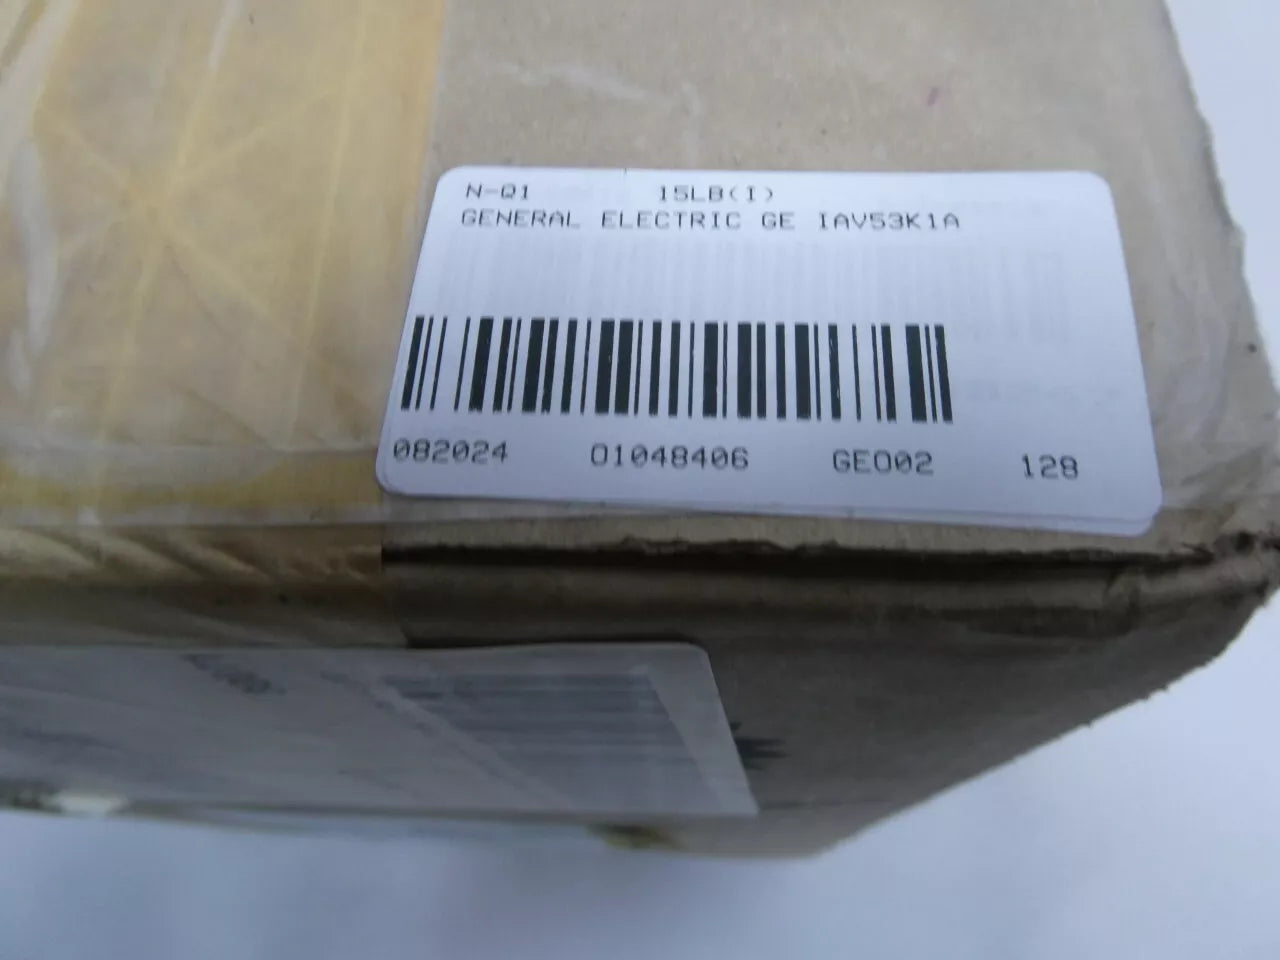 N-Q1 15LB(I)
GENERAL ELECTRIC GE IAV53K1A
082024 01048406 GE002 128